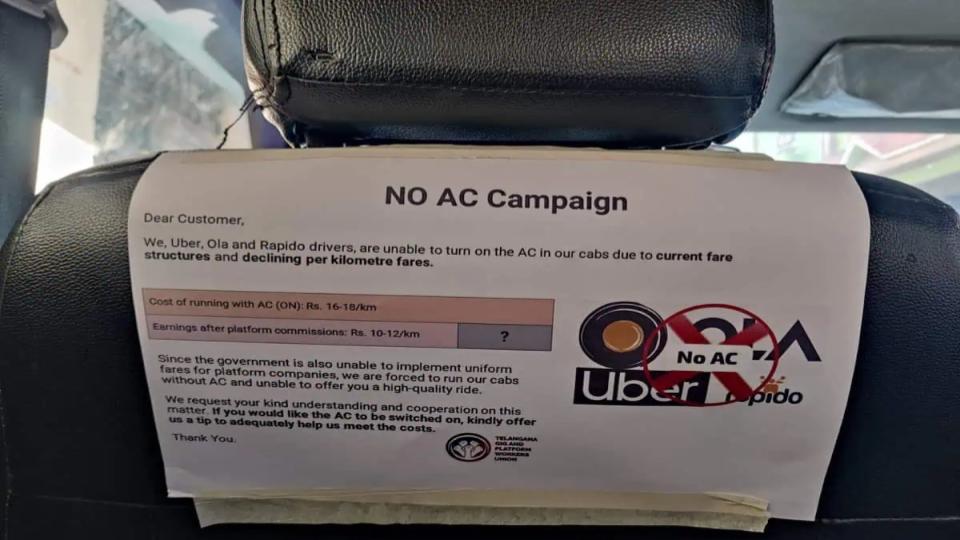 NO AC Campaign
Dear Customer,
We, Uber, Ola and Rapido drivers, are unable to turn on the AC in our cabs due to current fare
structures and declining per kilometre fares.
Cost of running with AC (ON): Rs. 16-18/km
Earnings after platform commissions: Rs. 10-12/km ?
Since the government is also unable to implement uniform
fares for platform companies, we are forced to run our cabs
without AC and unable to offer you a high-quality ride.
We request your kind understanding and cooperation on this
matter. If you would like the AC to be switched on, kindly offer
us a tip to adequately help us meet the costs.
Thank You.
OLA
No AC
Uber
rapido
TELANGANA
GIG AND
PLATFORM
WORKERS
UNION